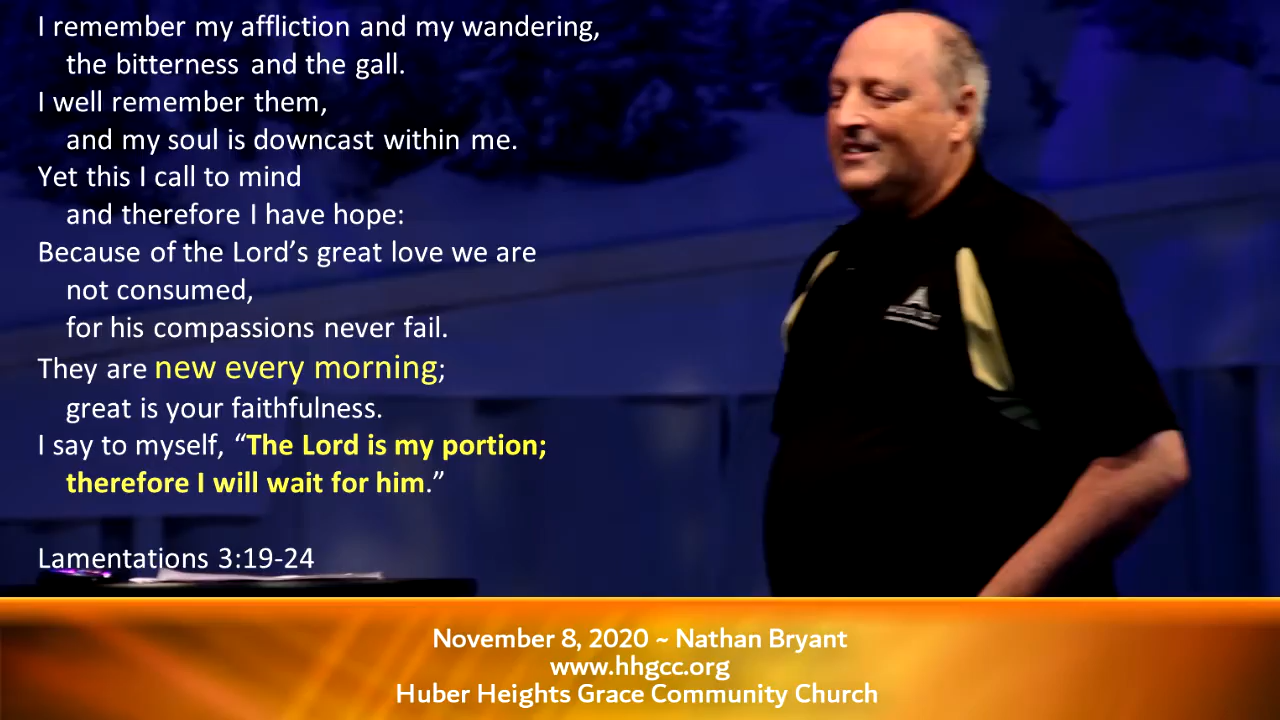 I remember my affliction and my wandering,
the bitterness and the gall.
I well remember them,
and my soul is downcast within me.
Yet this I call to mind
and therefore I have hope:
Because of the Lord’s great love we are
not consumed,
for his compassions never fail.
They are new every morning;
great is your faithfulness.
I say to myself, “The Lord is my portion;
therefore I will wait for him.”
Lamentations 3:19-24
November 8, 2020 ~ Nathan Bryant
www.hhgcc.org
Huber Heights Grace Community Church